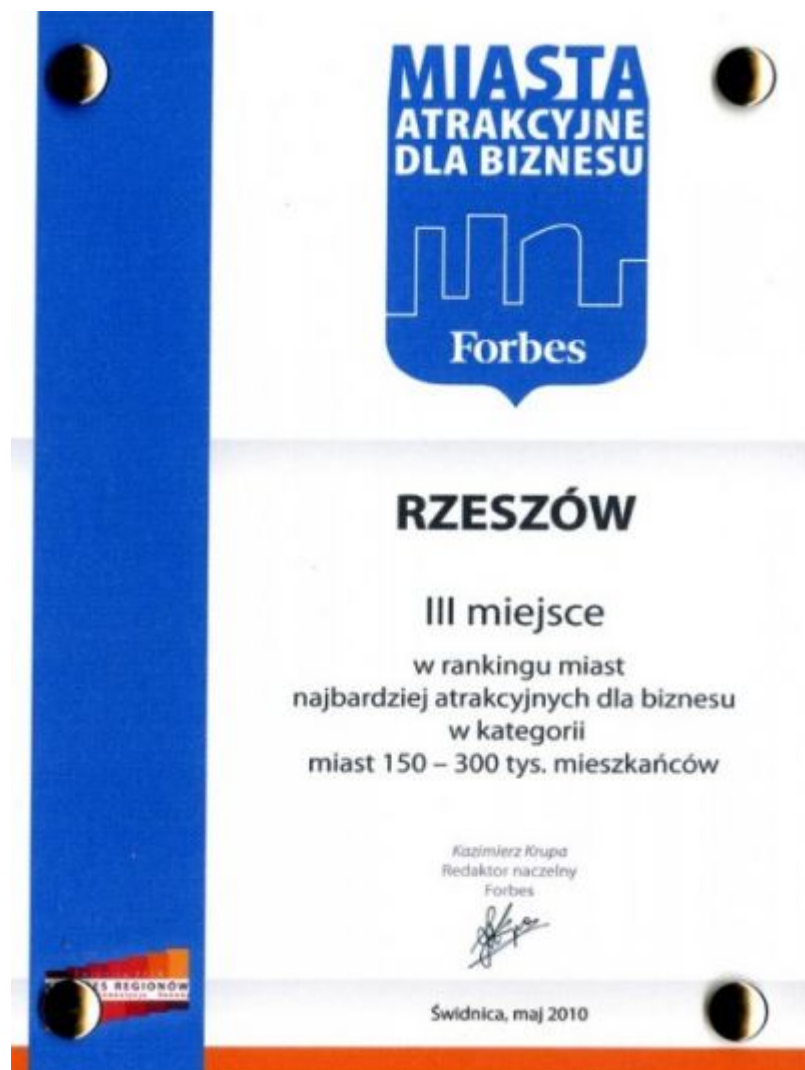 MIASTA
ATRAKCYJNE
DLA BIZNESU
Forbes
RZESZÓW
III miejsce
w rankingu miast
najbardziej atrakcyjnych dla biznesu
w kategorii
miast 150 – 300 tys. mieszkańców
Kazimierz Krupa
Redaktor naczelny
Forbes
REGIONÓW
Świdnica, maj 2010